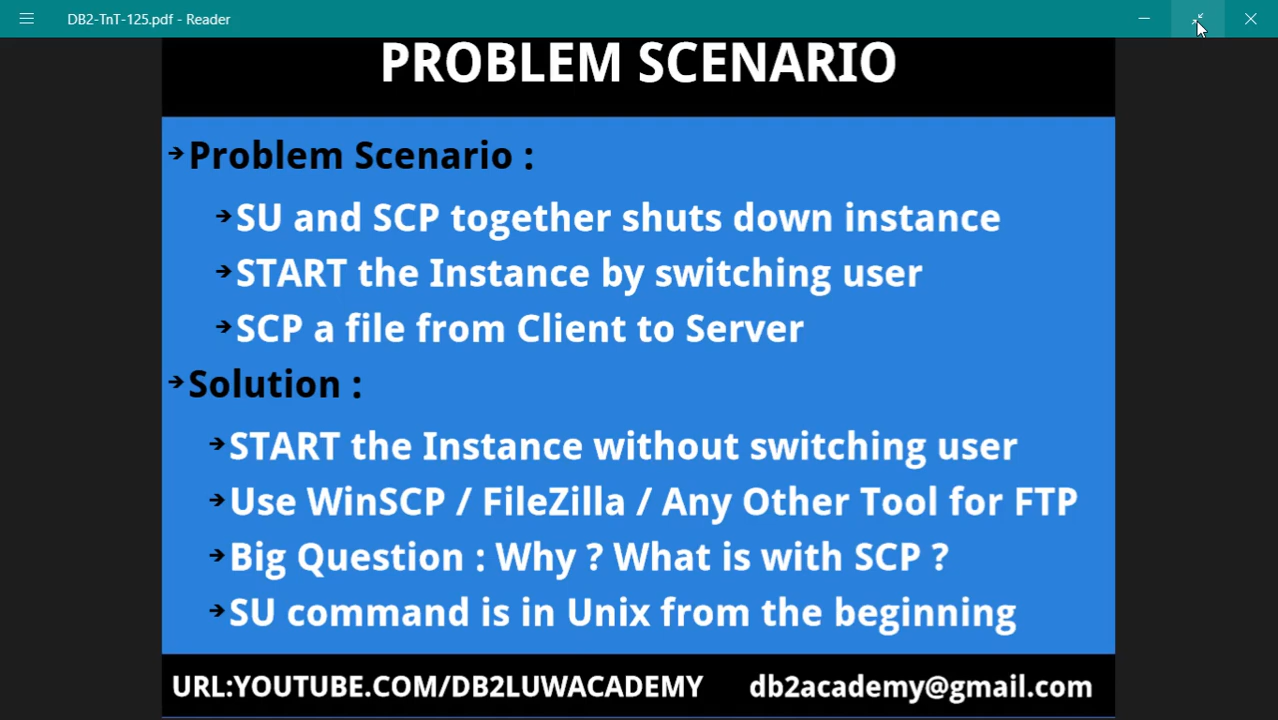 DB2-TnT-125.pdf - Reader
PROBLEM SCENARIO
Problem Scenario :
SU and SCP together shuts down instance
START the Instance by switching user
SCP a file from Client to Server
Solution :
START the Instance without switching user
Use WinSCP / FileZilla / Any Other Tool for FTP
Big Question : Why ? What is with SCP ?
SU command is in Unix from the beginning
URL:YOUTUBE.COM/DB2LUWACADEMY db2academy@gmail.com